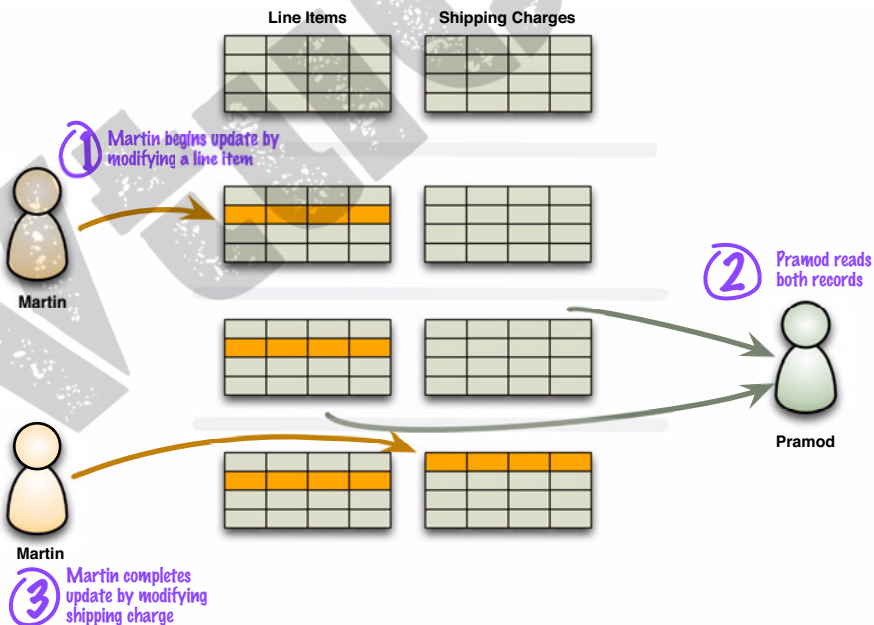 Line Items
Shipping Charges
1
Martin begins update by
modifying a line item
Martin
2
Pramod reads
both records
Pramod
Martin
3
Martin completes
update by modifying
shipping charge